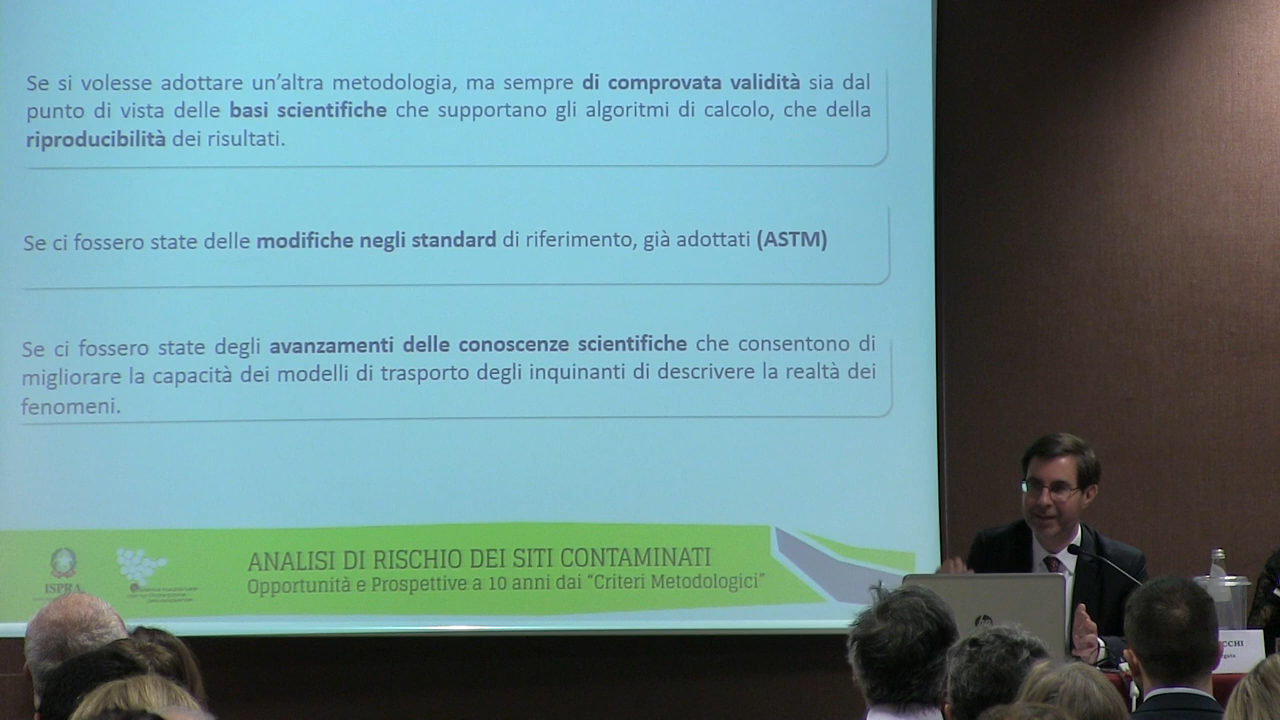 Se si volesse adottare un'altra metodologia, ma sempre di comprovata validità sia dal
punto di vista delle basi scientifiche che supportano gli algoritmi di calcolo, che della
riproducibilità dei risultati.
Se ci fossero state delle modifiche negli standard di riferimento, già adottati (ASTM)
Se ci fossero state degli avanzamenti delle conoscenze scientifiche che consentono di
migliorare la capacità dei modelli di trasporto degli inquinanti di descrivere la realtà dei
fenomeni.
ISPRA
ANALISI DI RISCHIO DEI SITI CONTAMINATI
Opportunità e Prospettive a 10 anni dai "Criteri Metodologici"
hp